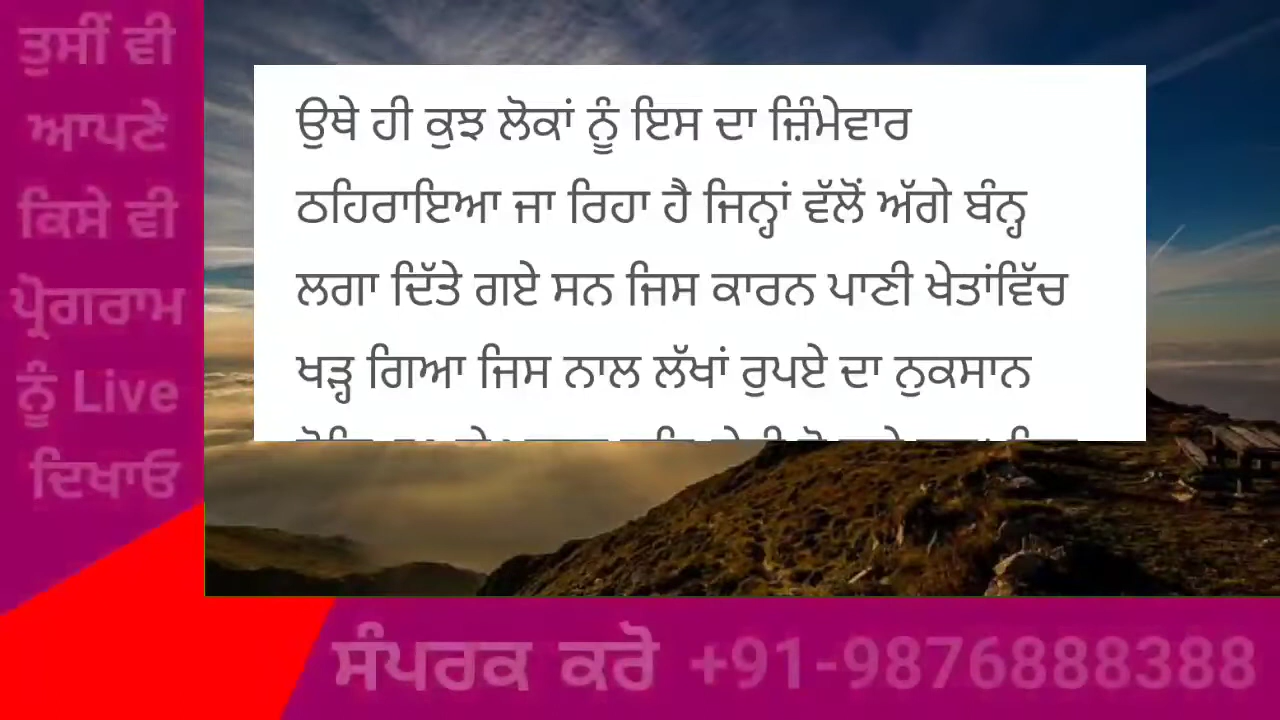 ਤੁਸੀਂ ਵੀ
ਆਪਣੇ
ਕਿਸੇ ਵੀ
ਪ੍ਰੋਗਰਾਮ
ਨੂੰ Live
ਦਿਖਾਓ
ਉਥੇ ਹੀ ਕੁਝ ਲੋਕਾਂ ਨੂੰ ਇਸ ਦਾ ਜ਼ਿੰਮੇਵਾਰ
ਠਹਿਰਾਇਆ ਜਾ ਰਿਹਾ ਹੈ ਜਿਨ੍ਹਾਂ ਵੱਲੋਂ ਅੱਗੇ ਬੰਨ੍ਹ
ਲਗਾ ਦਿੱਤੇ ਗਏ ਸਨ ਜਿਸ ਕਾਰਨ ਪਾਣੀ ਖੇਤਾਂਵਿੱਚ
ਖੜ੍ਹ ਗਿਆ ਜਿਸ ਨਾਲ ਲੱਖਾਂ ਰੁਪਏ ਦਾ ਨੁਕਸਾਨ
ਸੰਪਰਕ ਕਰੋ +91-9876888388